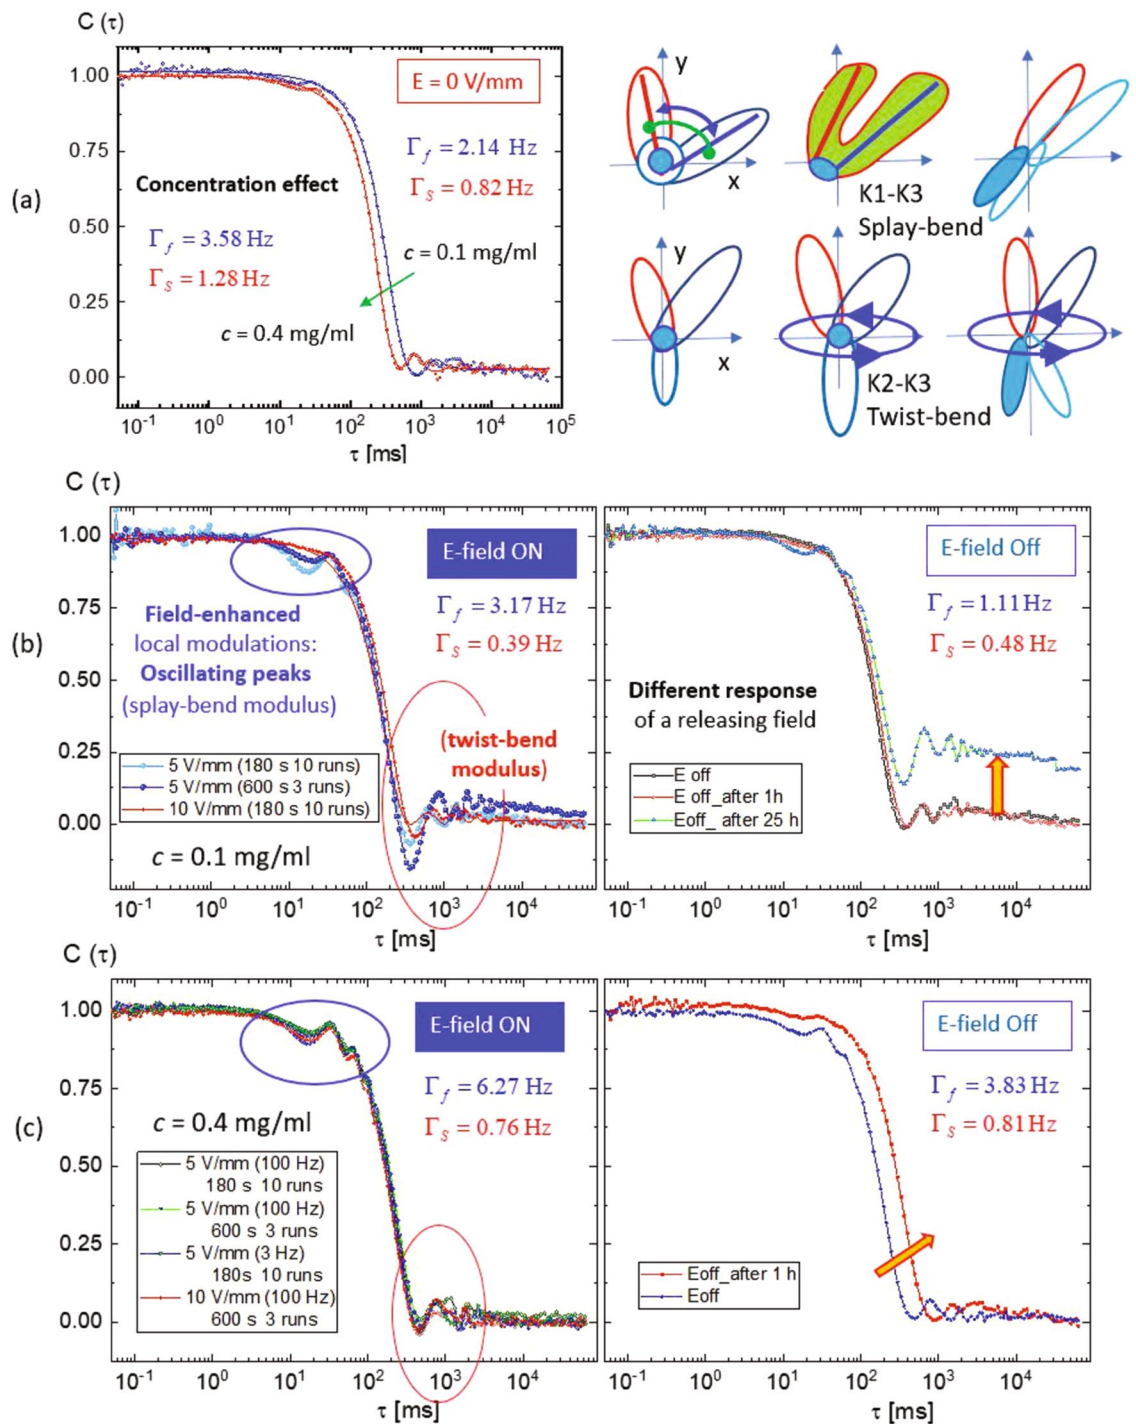 C (τ)
(a)
1.00
0.75
0.50
0.25
0.00
E = 0 V/mm
Γf = 2.14 Hz
ΓS = 0.82 Hz
Concentration effect
Γf = 3.58 Hz
ΓS = 1.28 Hz
c = 0.1 mg/ml
c = 0.4 mg/ml
10⁻¹ 10⁰ 10¹ 10² 10³ 10⁴ 10⁵
τ [ms]
y
x
K1-K3
Splay-bend
y
x
K2-K3
Twist-bend
C (τ)
(b)
1.00
0.75
0.50
0.25
0.00
E-field ON
Γf = 3.17 Hz
ΓS = 0.39 Hz
Field-enhanced
local modulations:
Oscillating peaks
(splay-bend modulus)
(twist-bend
modulus)
5 V/mm (180 s 10 runs)
5 V/mm (600 s 3 runs)
10 V/mm (180 s 10 runs)
c = 0.1 mg/ml
10⁻¹ 10⁰ 10¹ 10² 10³ 10⁴
τ [ms]
E-field Off
Γf = 1.11 Hz
ΓS = 0.48 Hz
Different response
of a releasing field
E off
E off_after 1h
Eoff_ after 25 h
10⁻¹ 10⁰ 10¹ 10² 10³ 10⁴
τ [ms]
C (τ)
(c)
1.00
0.75
0.50
0.25
0.00
E-field ON
Γf = 6.27 Hz
ΓS = 0.76 Hz
c = 0.4 mg/ml
5 V/mm (100 Hz)
180 s 10 runs
5 V/mm (100 Hz)
600 s 3 runs
5 V/mm (3 Hz)
180s 10 runs
10 V/mm (100 Hz)
600 s 3 runs
10⁻¹ 10⁰ 10¹ 10² 10³ 10⁴
τ [ms]
E-field Off
Γf = 3.83 Hz
ΓS = 0.81 Hz
Eoff_after 1 h
Eoff
10⁻¹ 10⁰ 10¹ 10² 10³ 10⁴
τ [ms]